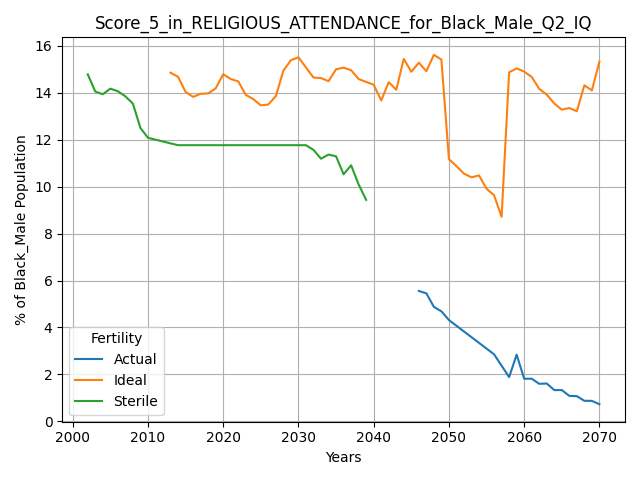 Score_5_in_RELIGIOUS_ATTENDANCE_for_Black_Male_Q2_IQ
% of Black_Male Population
16
14
12
10
8
6
4
2
0
Fertility
Actual
Ideal
Sterile
2000 2010 2020 2030 2040 2050 2060 2070
Years